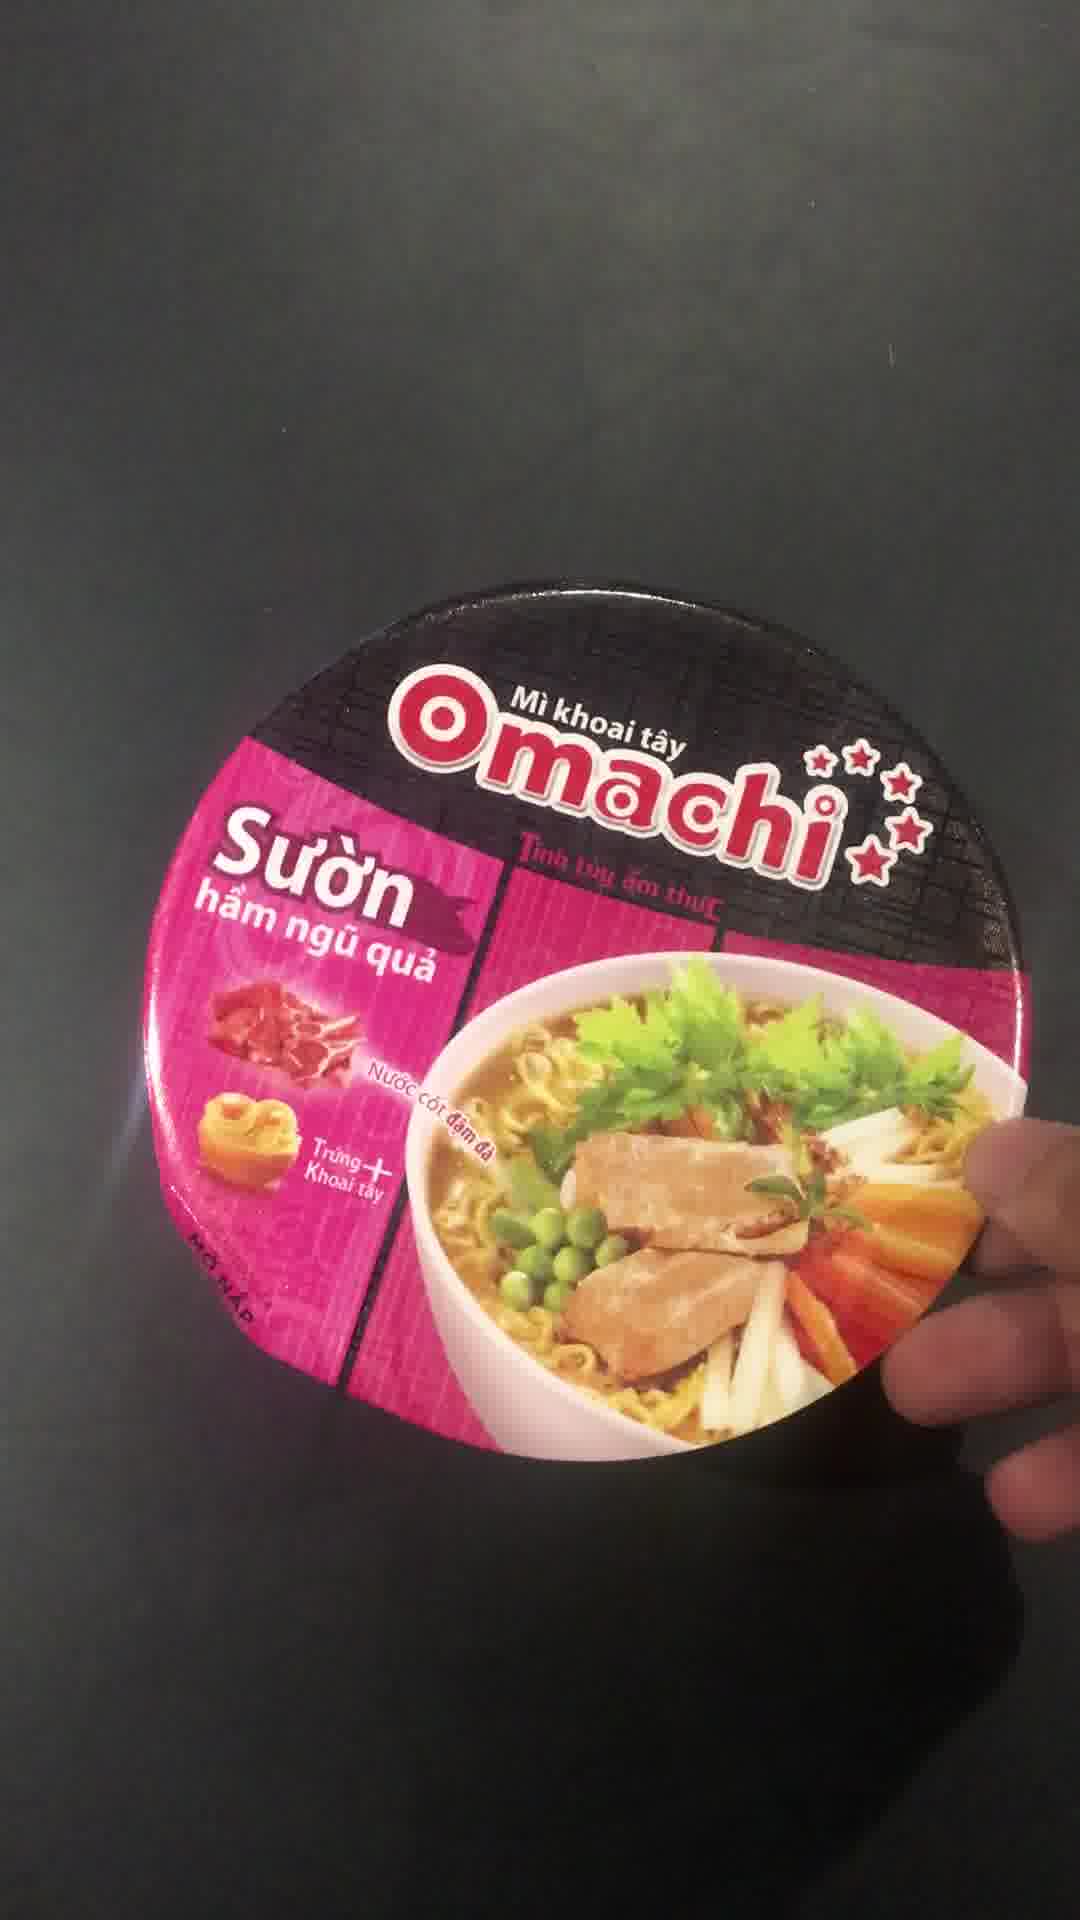 Mì khoai tây
Omachi
Tinh túy ẩm thực
Sườn
hầm ngũ quả
Nước cốt đậm đà
Trứng+
Khoai tây
MỞ NẮP